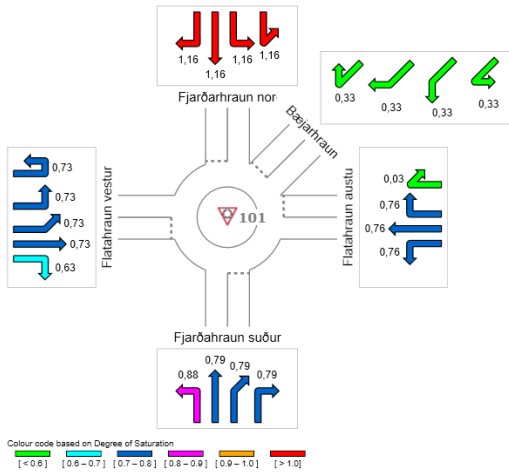 1,16 1,16 1,16
1,16
Fjarðarhraun nor
0,33 0,33 0,33 0,33
Bæjarhraun
0,73
0,73
0,73
0,73
0,63
Flatahraun vestur
101
Flatahraun austu
0,03
0,76
0,76
0,76
Fjarðahraun suður
0,88 0,79 0,79 0,79
Colour code based on Degree of Saturation
[ < 0.6 ] [ 0.6 – 0.7 ] [ 0.7 – 0.8 ] [ 0.8 – 0.9 ] [ 0.9 – 1.0 ] [ > 1.0 ]